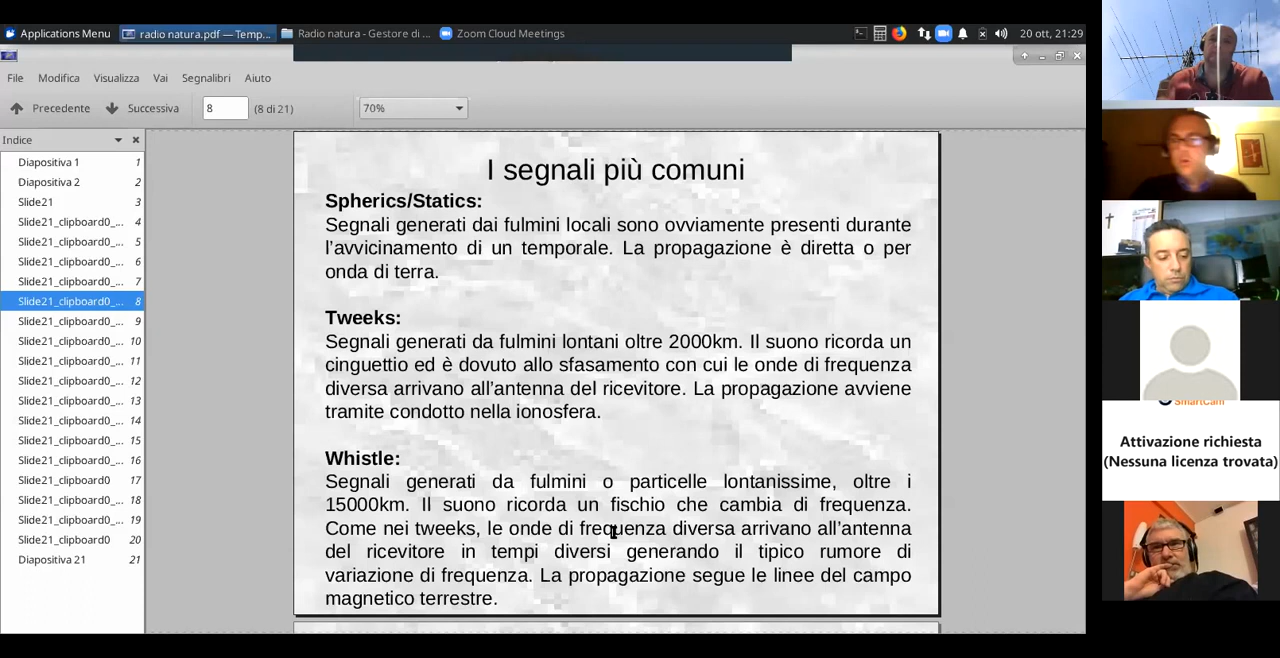 Applications Menu
radio natura.pdf — Temp...
Radio natura - Gestore di ...
Zoom Cloud Meetings
20 ott, 21:29
File
Modifica
Visualizza
Vai
Segnalibri
Aiuto
Precedente
Successiva
8
(8 di 21)
70%
Indice
Diapositiva 1 1
Diapositiva 2 2
Slide21 3
Slide21_clipboard0_... 4
Slide21_clipboard0_... 5
Slide21_clipboard0_... 6
Slide21_clipboard0_... 7
Slide21_clipboard0_... 8
Slide21_clipboard0_... 9
Slide21_clipboard0_... 10
Slide21_clipboard0_... 11
Slide21_clipboard0_... 12
Slide21_clipboard0_... 13
Slide21_clipboard0_... 14
Slide21_clipboard0_... 15
Slide21_clipboard0_... 16
Slide21_clipboard0 17
Slide21_clipboard0_... 18
Slide21_clipboard0_... 19
Slide21_clipboard0 20
Diapositiva 21 21
I segnali più comuni
Spherics/Statics:
Segnali generati dai fulmini locali sono ovviamente presenti durante
l’avvicinamento di un temporale. La propagazione è diretta o per
onda di terra.
Tweeks:
Segnali generati da fulmini lontani oltre 2000km. Il suono ricorda un
cinguettio ed è dovuto allo sfasamento con cui le onde di frequenza
diversa arrivano all’antenna del ricevitore. La propagazione avviene
tramite condotto nella ionosfera.
Whistle:
Segnali generati da fulmini o particelle lontanissime, oltre i
15000km. Il suono ricorda un fischio che cambia di frequenza.
Come nei tweeks, le onde di frequenza diversa arrivano all’antenna
del ricevitore in tempi diversi generando il tipico rumore di
variazione di frequenza. La propagazione segue le linee del campo
magnetico terrestre.
SmartCam
Attivazione richiesta
(Nessuna licenza trovata)